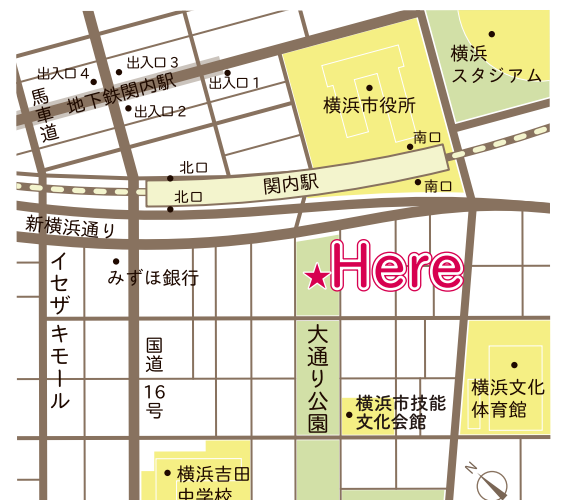 出入口4
出入口3
出入口1
出入口2
地下鉄関内駅
馬車道
横浜
スタジアム
横浜市役所
南口
北口
関内駅
南口
北口
新横浜通り
みずほ銀行
Here
イセザキモール
国道
16
号
大通り公園
横浜市技能
文化会館
横浜文化
体育館
横浜吉田
中学校
N